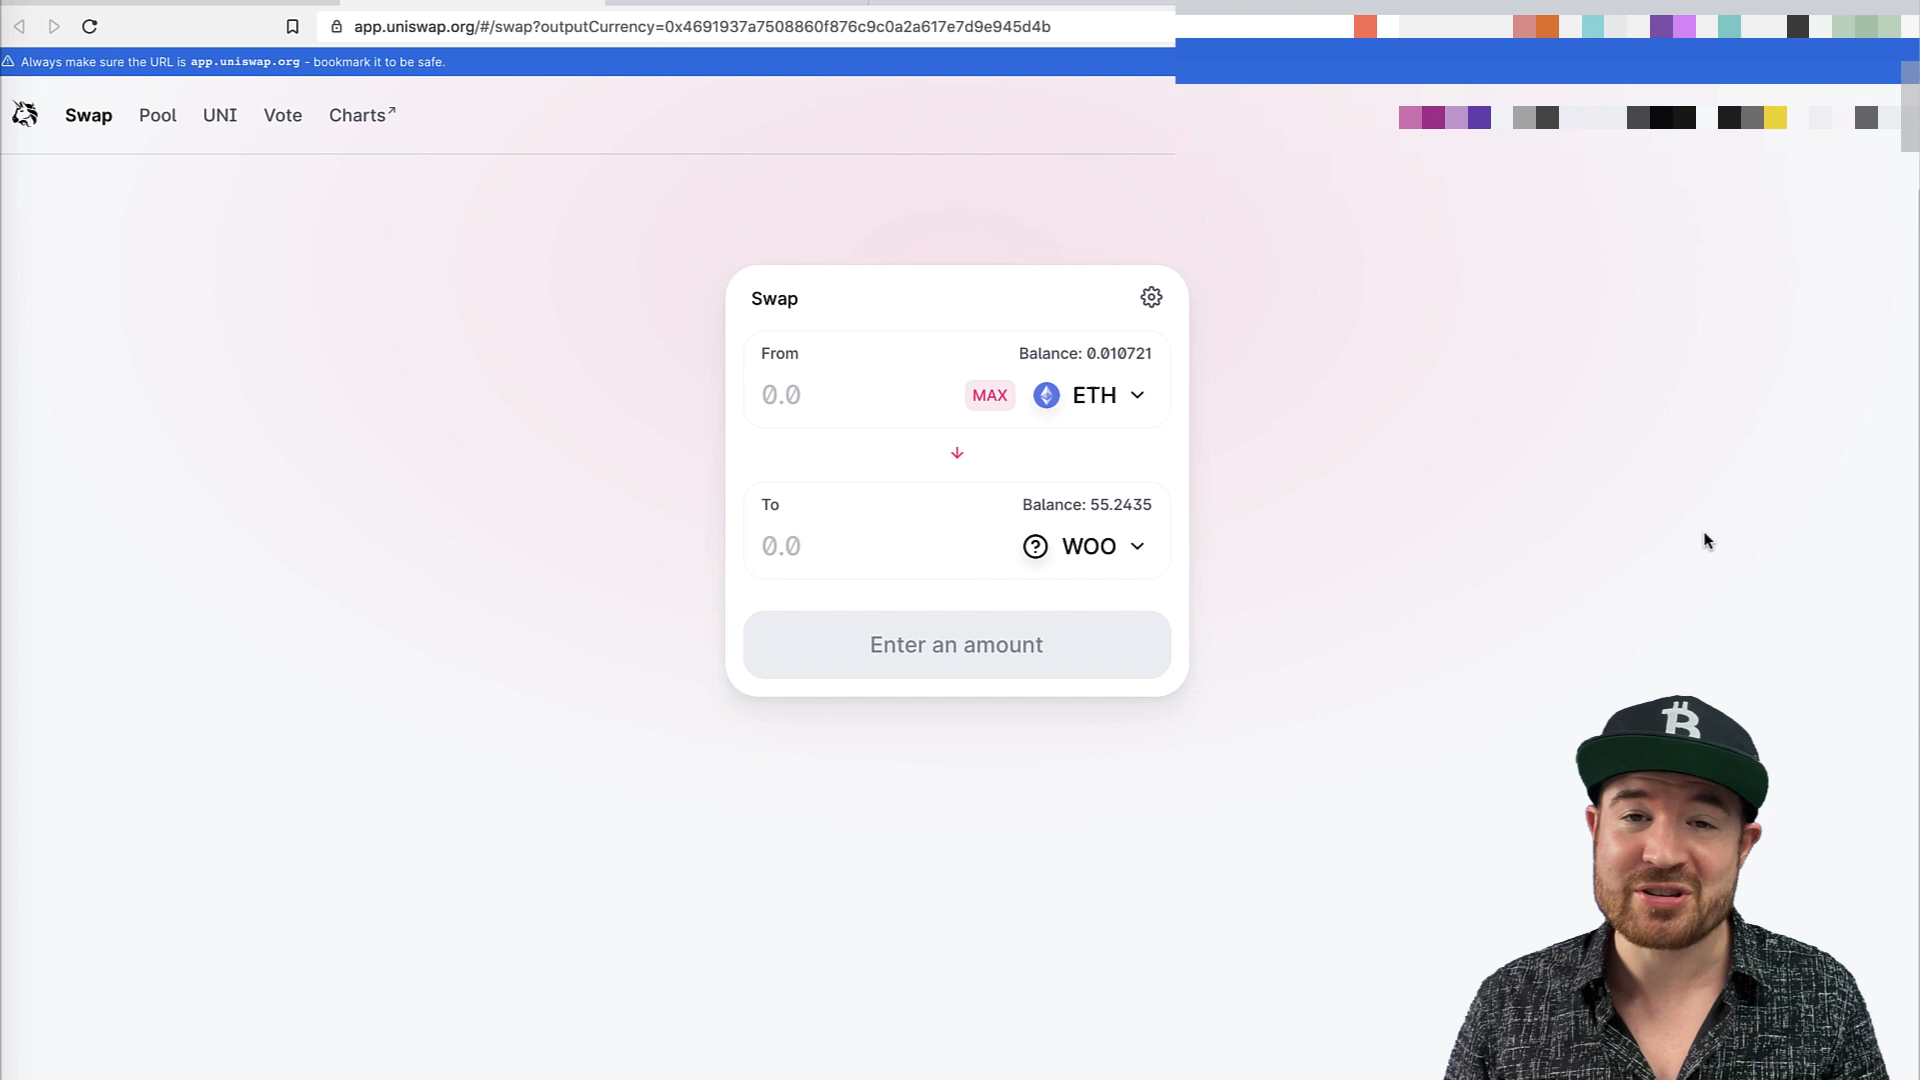 app.uniswap.org/#/swap?outputCurrency=0x4691937a7508860f876c9c0a2a617e7d9e945d4b
Always make sure the URL is app.uniswap.org - bookmark it to be safe.
Swap Pool UNI Vote Charts↗
Swap
From Balance: 0.010721
0.0 MAX ETH
To Balance: 55.2435
0.0 WOO
Enter an amount